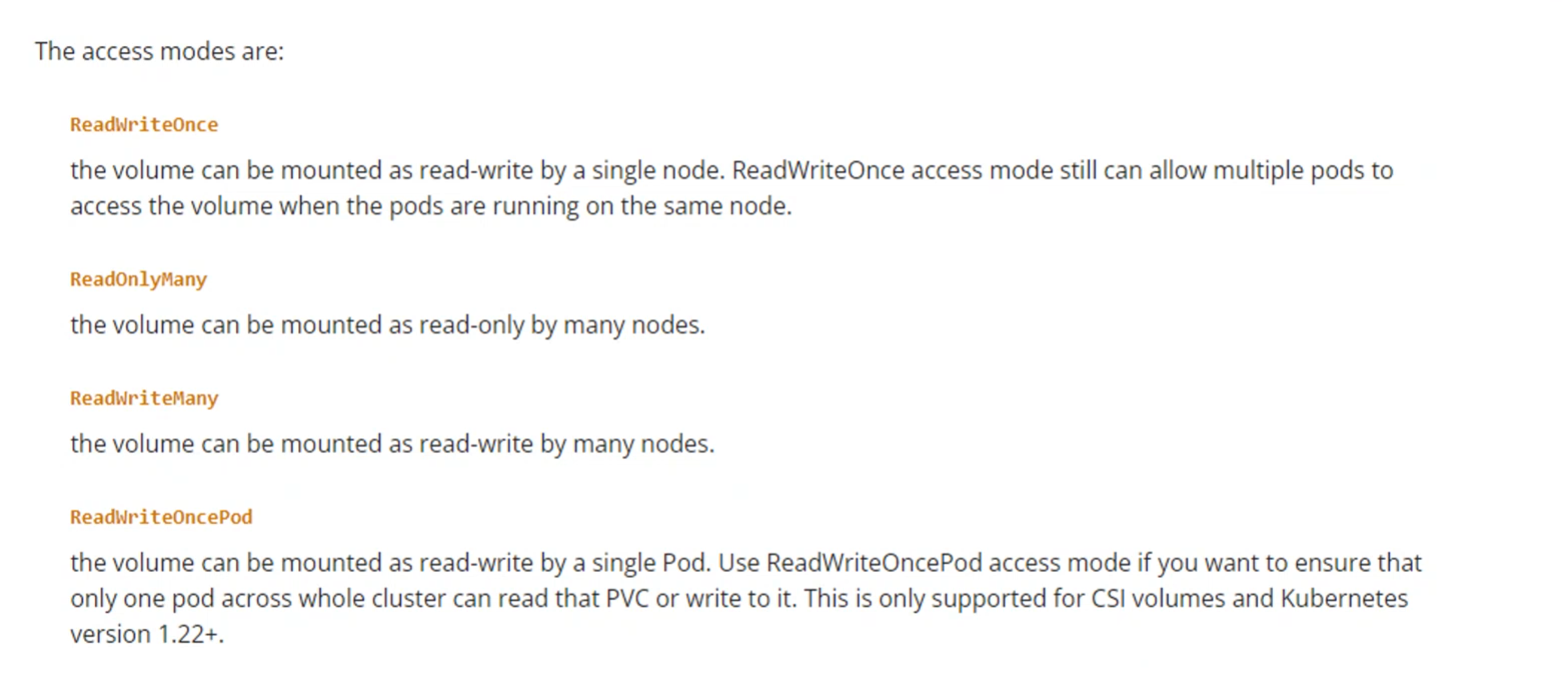 The access modes are:
ReadWriteOnce
the volume can be mounted as read-write by a single node. ReadWriteOnce access mode still can allow multiple pods to
access the volume when the pods are running on the same node.
ReadOnlyMany
the volume can be mounted as read-only by many nodes.
ReadWriteMany
the volume can be mounted as read-write by many nodes.
ReadWriteOncePod
the volume can be mounted as read-write by a single Pod. Use ReadWriteOncePod access mode if you want to ensure that
only one pod across whole cluster can read that PVC or write to it. This is only supported for CSI volumes and Kubernetes
version 1.22+.